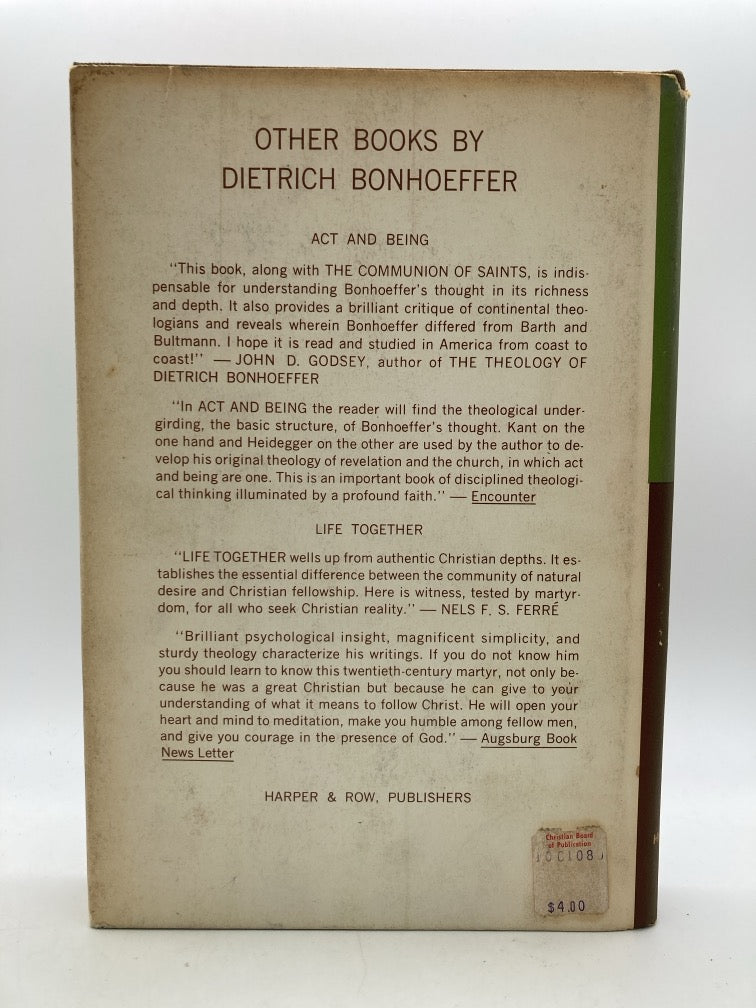 OTHER BOOKS BY
DIETRICH BONHOEFFER
ACT AND BEING
"This book, along with THE COMMUNION OF SAINTS, is indis-
pensable for understanding Bonhoeffer's thought in its richness
and depth. It also provides a brilliant critique of continental theo-
logians and reveals wherein Bonhoeffer differed from Barth and
Bultmann. I hope it is read and studied in America from coast to
coast!" — JOHN D. GODSEY, author of THE THEOLOGY OF
DIETRICH BONHOEFFER
"In ACT AND BEING the reader will find the theological under-
girding, the basic structure, of Bonhoeffer's thought. Kant on the
one hand and Heidegger on the other are used by the author to de-
velop his original theology of revelation and the church, in which act
and being are one. This is an important book of disciplined theologi-
cal thinking illuminated by a profound faith." — Encounter
LIFE TOGETHER
"LIFE TOGETHER wells up from authentic Christian depths. It es-
tablishes the essential difference between the community of natural
desire and Christian fellowship. Here is witness, tested by martyr-
dom, for all who seek Christian reality." — NELS F. S. FERRÉ
"Brilliant psychological insight, magnificent simplicity, and
sturdy theology characterize his writings. If you do not know him
you should learn to know this twentieth-century martyr, not only be-
cause he was a great Christian but because he can give to your
understanding of what it means to follow Christ. He will open your
heart and mind to meditation, make you humble among fellow men,
and give you courage in the presence of God." — Augsburg Book
News Letter
HARPER & ROW, PUBLISHERS
Christian Board
of Publication
$4.00